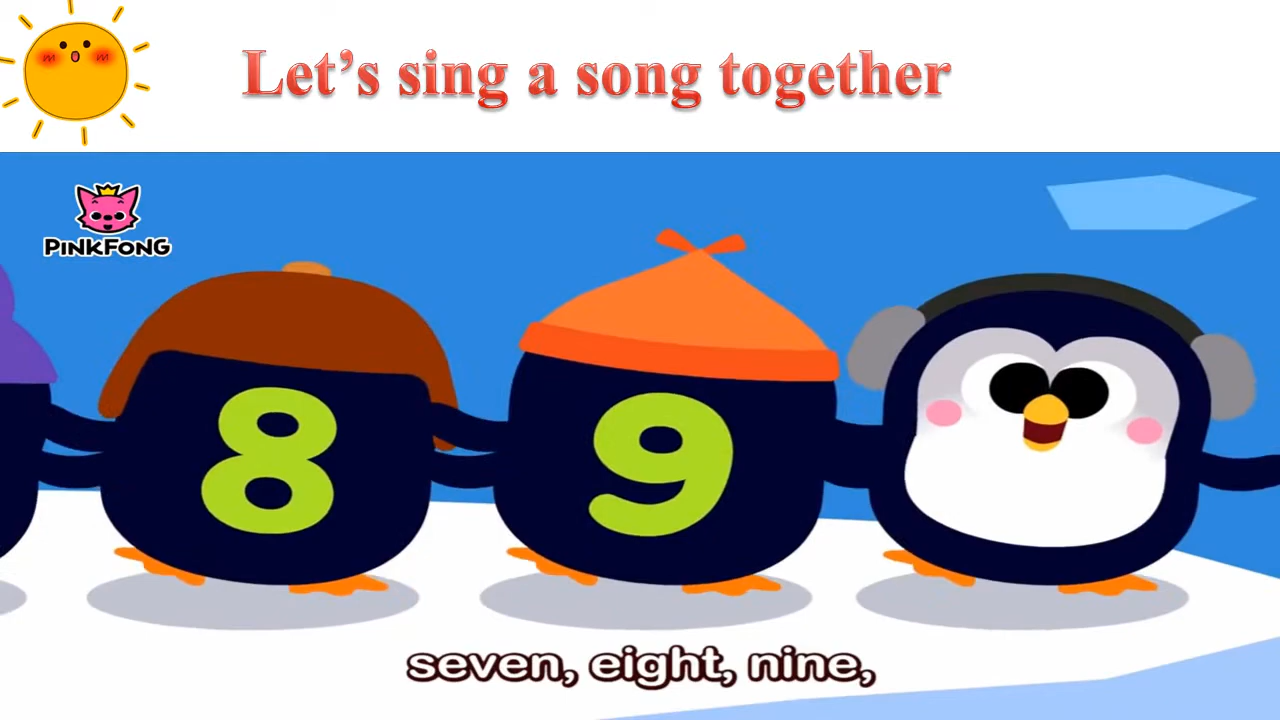 Let’s sing a song together
PINKFONG
8 9
seven, eight, nine,